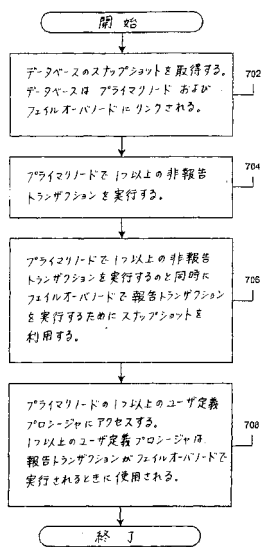 開始
データベースのスナップショットを取得する。
データベースは プライマリノード および
フェイルオーバノードにリンクされる。
702
プライマリノードで1つ以上の非報告
トランザクションを実行する。
704
プライマリノードで1つ以上の非報告
トランザクションを実行するのと同時に
フェイルオーバノードで報告トランザクション
を実行するためにスナップショットを
利用する。
706
プライマリノードの1つ以上のユーザ定義
プロシージャにアクセスする。
1つ以上のユーザ定義プロシージャは、
報告トランザクションがフェイルオーバノードで
実行されるときに使用される。
708
終了